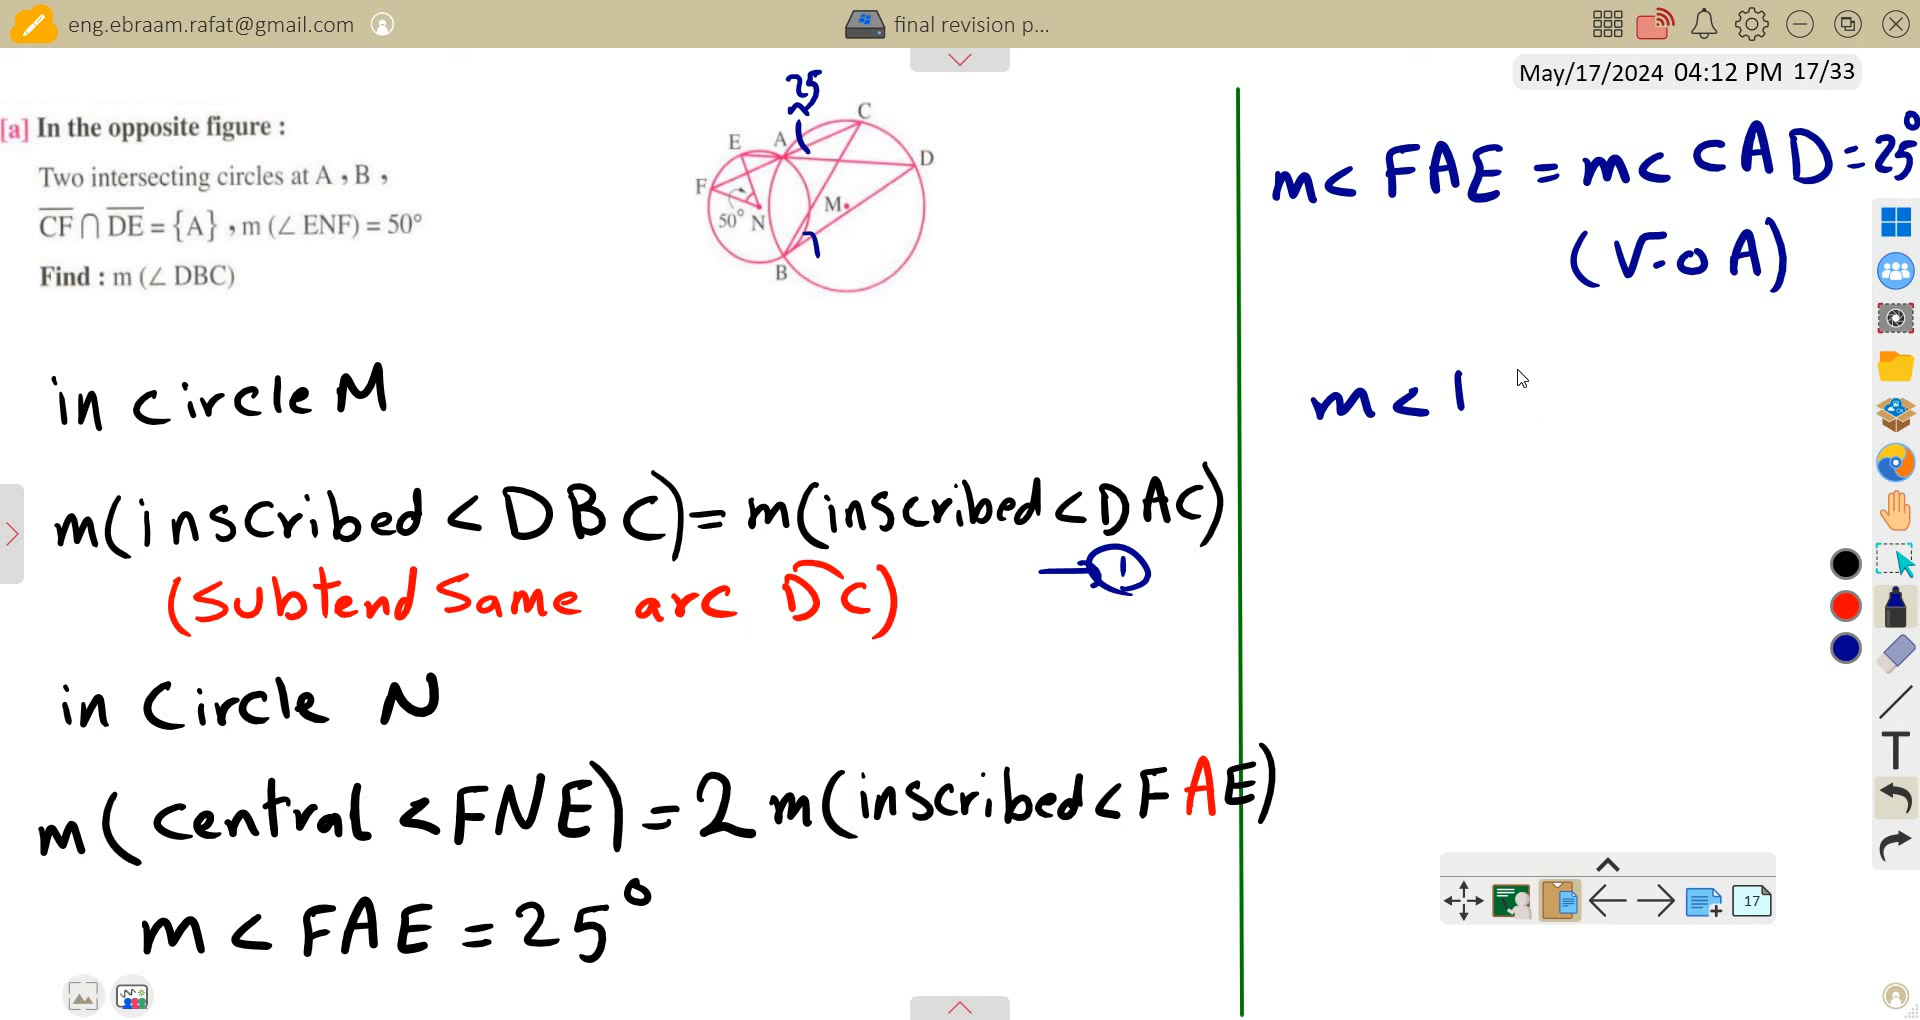 eng.ebraam.rafat@gmail.com
final revision p...
May/17/2024 04:12 PM 17/33
[a] In the opposite figure :
Two intersecting circles at A , B ,
CF ∩ DE = {A} , m (∠ ENF) = 50°
Find : m (∠ DBC)
25
C
E
A
D
F
M
50°
N
B
?
in circle M
m(inscribed < DBC) = m(inscribed < DAC)
1
(Subtend Same arc DC)
in Circle N
m( central < FNE) = 2 m(inscribed < FAE)
m < FAE = 25°
m < FAE = m < CAD = 25°
(V.O A)
m <
T
17